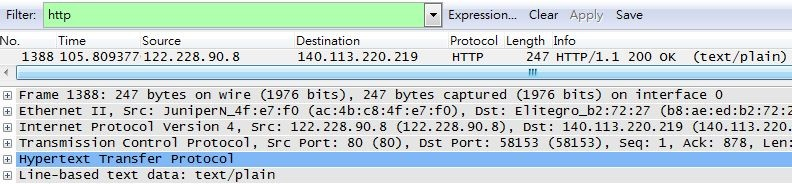 Filter: http Expression... Clear Apply Save
No. Time Source Destination Protocol Length Info
1388 105.809377 122.228.90.8 140.113.220.219 HTTP 247 HTTP/1.1 200 OK (text/plain)
Frame 1388: 247 bytes on wire (1976 bits), 247 bytes captured (1976 bits) on interface 0
Ethernet II, Src: JuniperN_4f:e7:f0 (ac:4b:c8:4f:e7:f0), Dst: Elitegro_b2:72:27 (b8:ae:ed:b2:72:2
Internet Protocol Version 4, Src: 122.228.90.8 (122.228.90.8), Dst: 140.113.220.219 (140.113.220
Transmission Control Protocol, Src Port: 80 (80), Dst Port: 58153 (58153), Seq: 1, Ack: 878, Len:
Hypertext Transfer Protocol
Line-based text data: text/plain